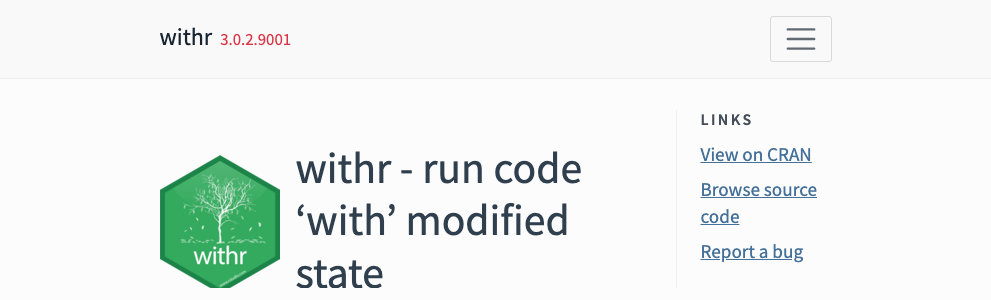 withr 3.0.2.9001
withr - run code
‘with’ modified
state
withr
LINKS
View on CRAN
Browse source
code
Report a bug